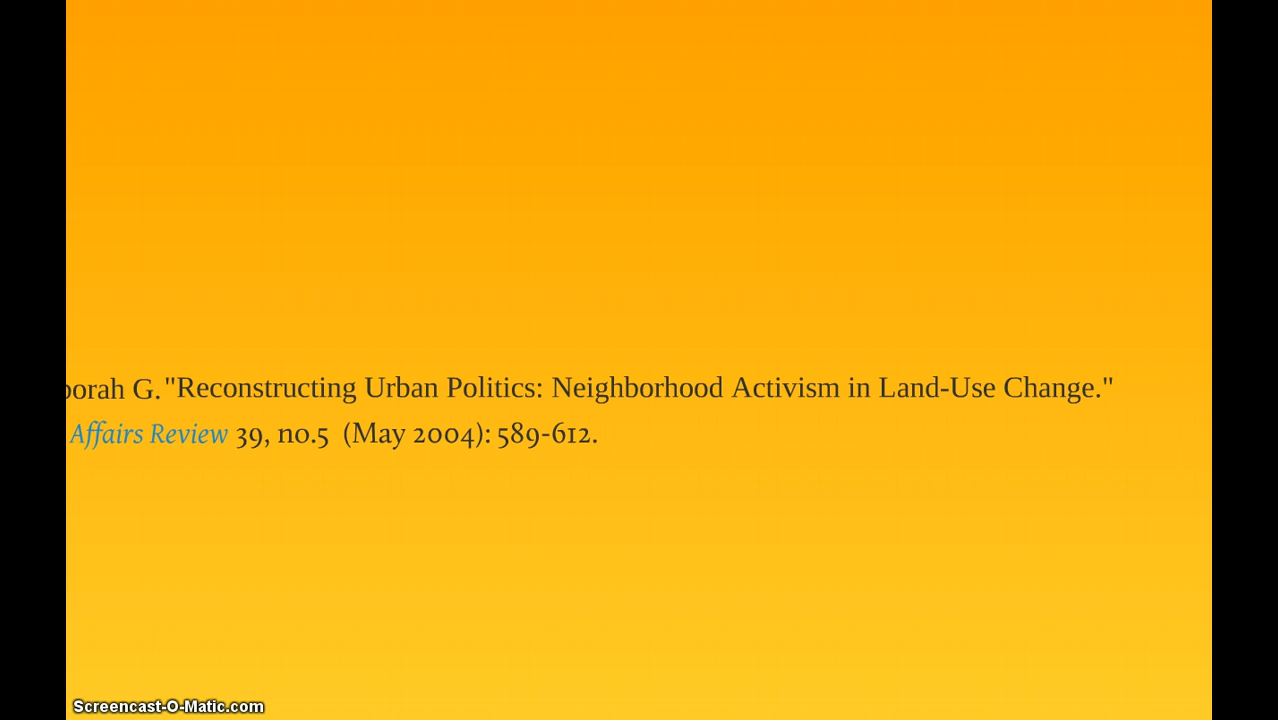 borah G."Reconstructing Urban Politics: Neighborhood Activism in Land-Use Change."
Affairs Review 39, no.5 (May 2004): 589-612.
Screencast-O-Matic.com